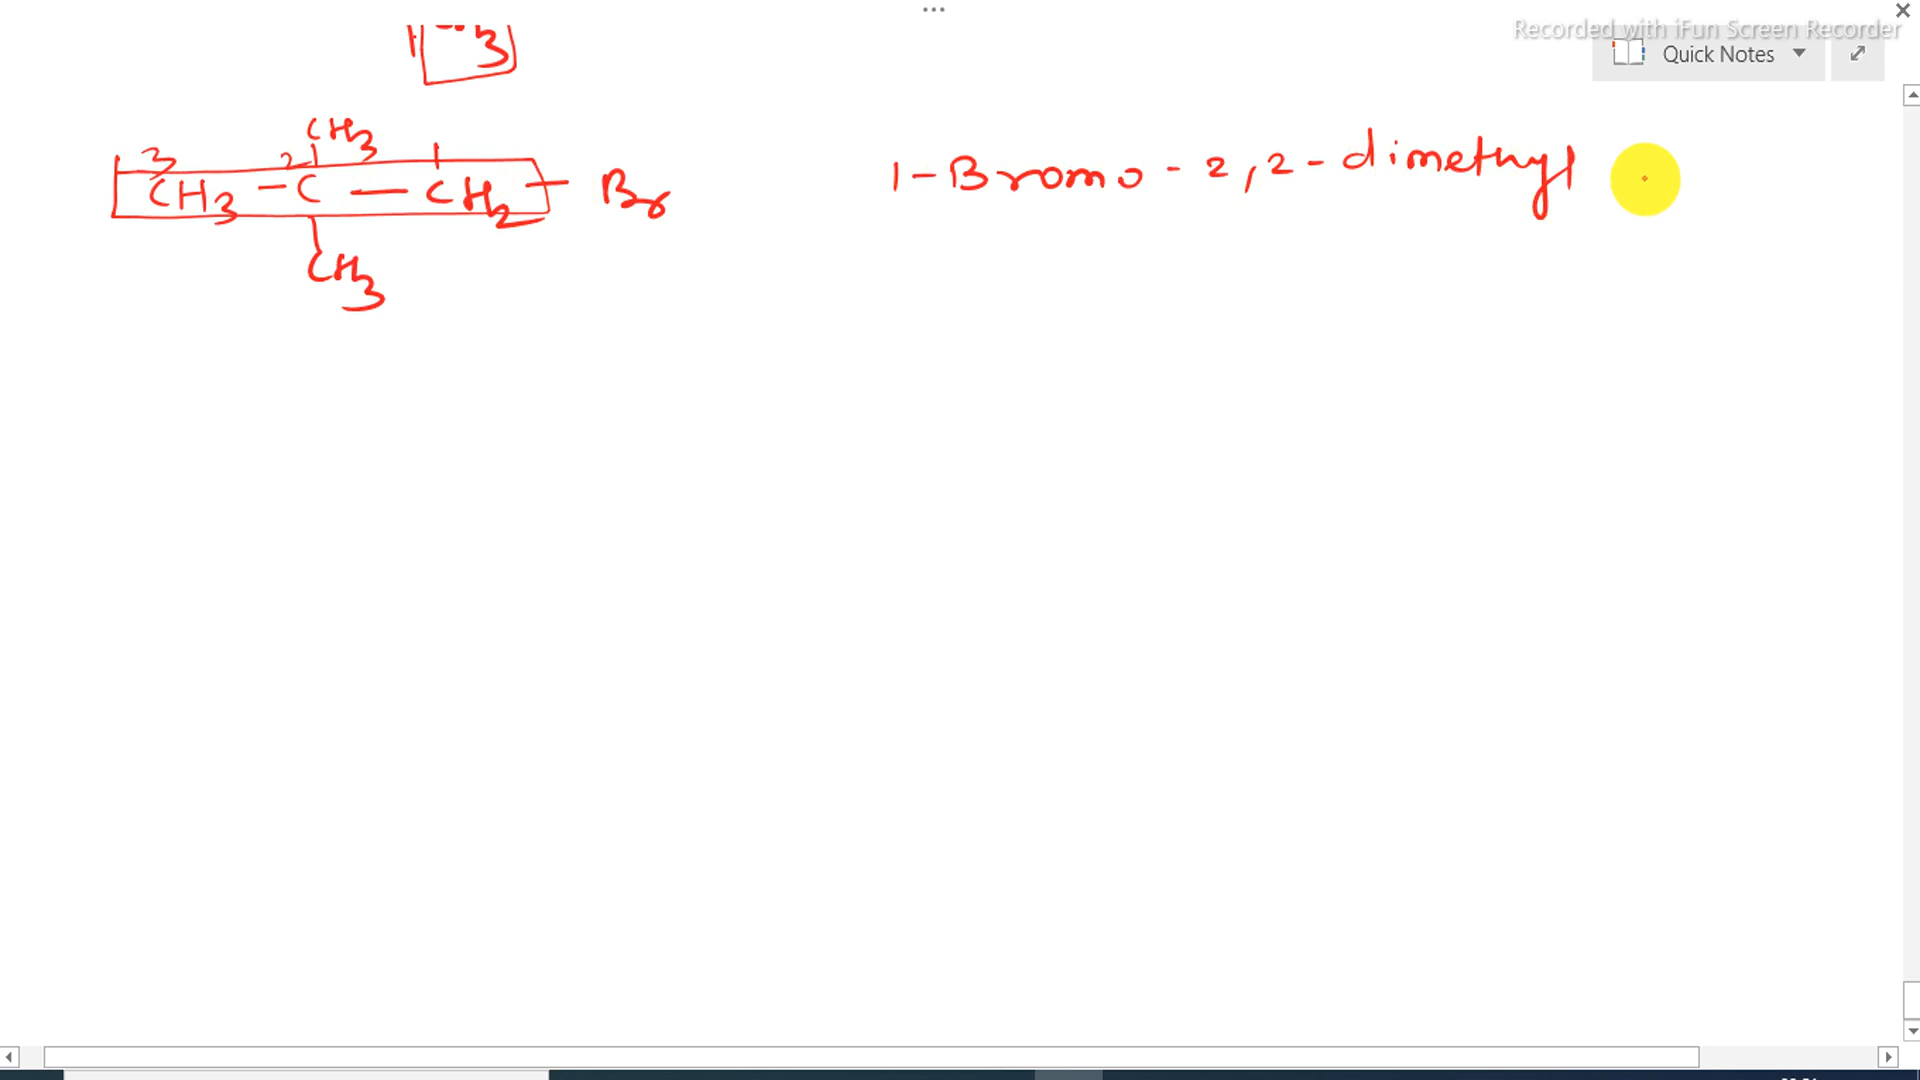 Recorded with iFun Screen Recorder
Quick Notes
3
CH3
3 2 1
CH3 - C — CH2 - Br
CH3
1-Bromo - 2,2 - dimethyl